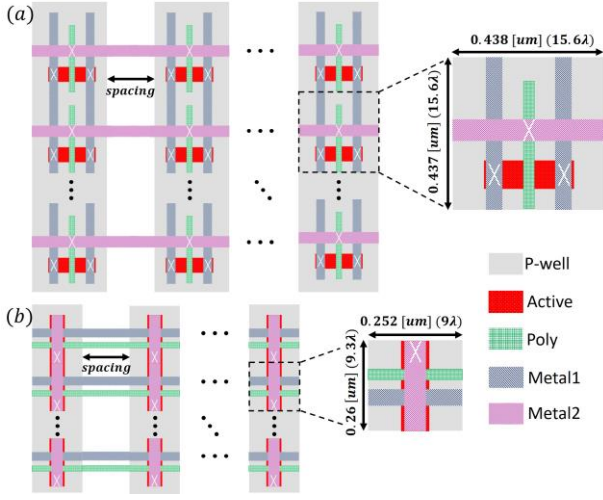 (a)
spacing
0.438 [um] (15.6λ)
0.437 [um] (15.6λ)
P-well
Active
Poly
Metal1
Metal2
(b)
spacing
0.252 [um] (9λ)
0.26 [um] (9.3λ)